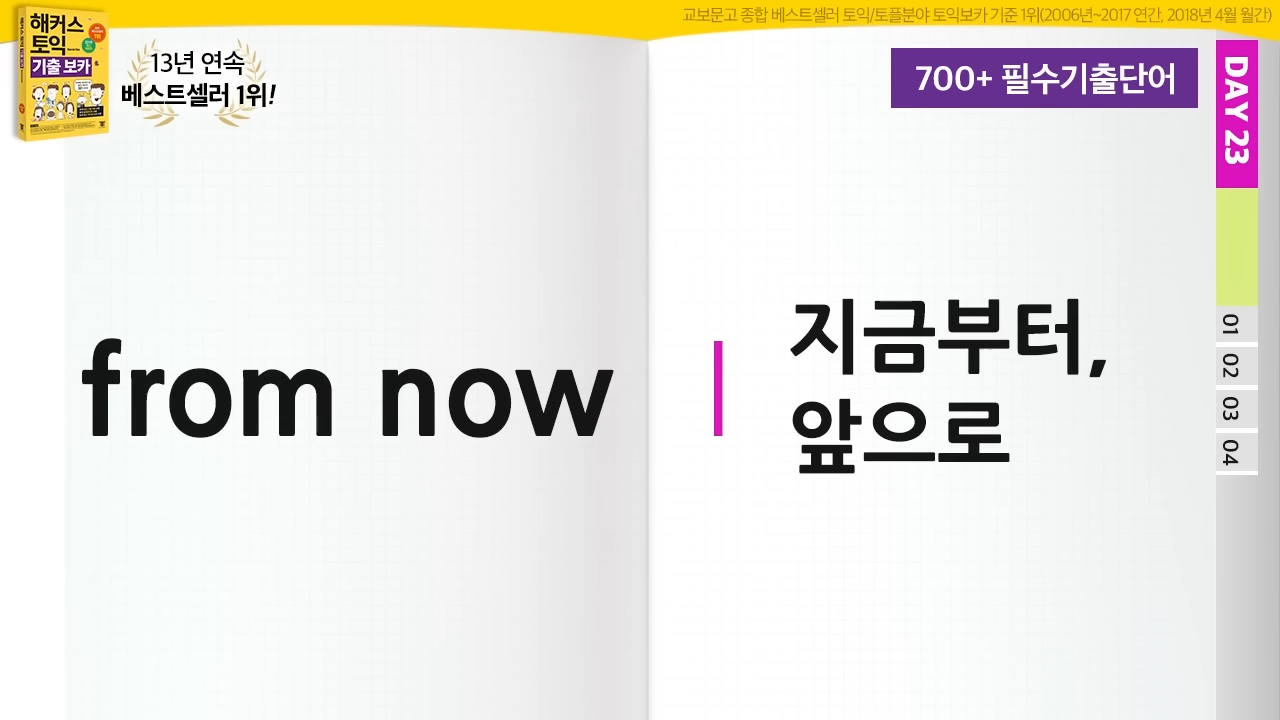 교보문고 종합 베스트셀러 토익/토플분야 토익보카 기준 1위(2006년~2017 연간, 2018년 4월 월간)
해커스
토익
기출 보카
13년 연속
베스트셀러 1위!
700+ 필수기출단어
DAY 23
from now
지금부터,
앞으로
01
02
03
04